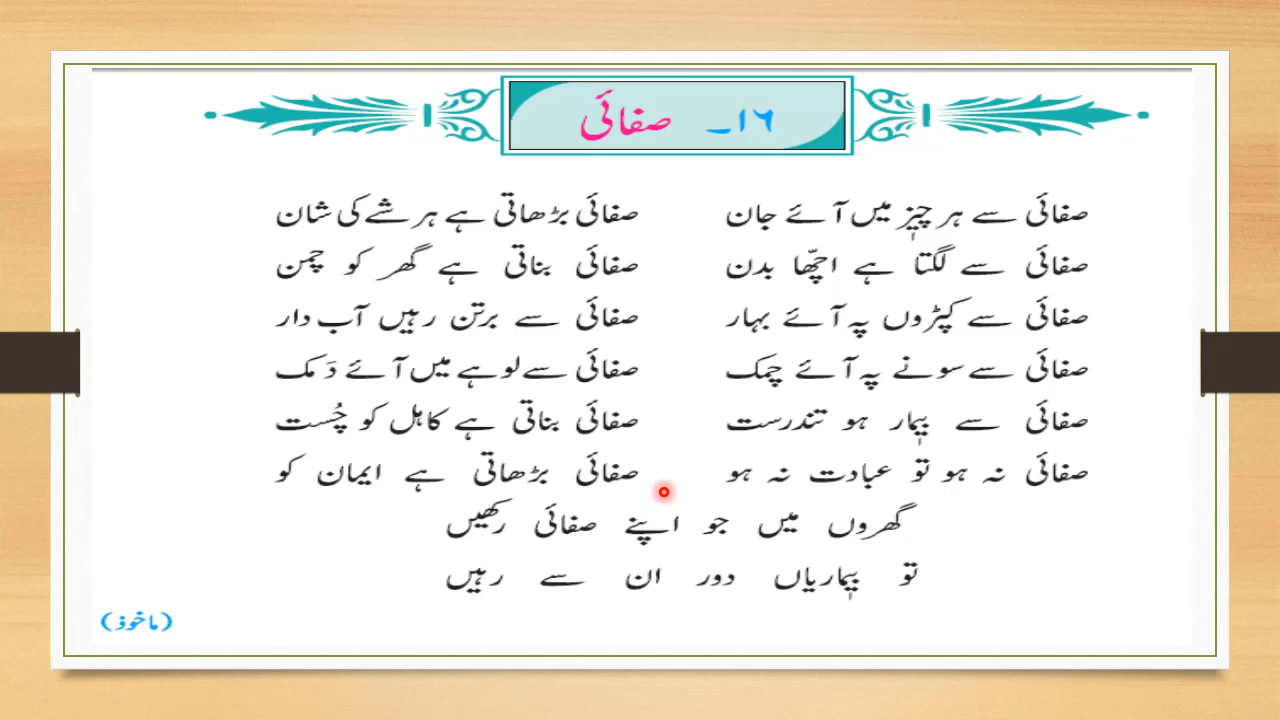 ۱۶۔ صفائی
صفائی سے ہر چیز میں آئے جان صفائی بڑھاتی ہے ہر شے کی شان
صفائی سے لگتا ہے اچّھا بدن صفائی بناتی ہے گھر کو چمن
صفائی سے کپڑوں پہ آئے بہار صفائی سے برتن رہیں آب دار
صفائی سے سونے پہ آئے چمک صفائی سے لوہے میں آئے دَمک
صفائی سے بیمار ہو تندرست صفائی بناتی ہے کاہل کو چُست
صفائی نہ ہو تو عبادت نہ ہو صفائی بڑھاتی ہے ایمان کو
گھروں میں جو اپنے صفائی رکھیں
تو بیماریاں دور ان سے رہیں
(ماخوذ)